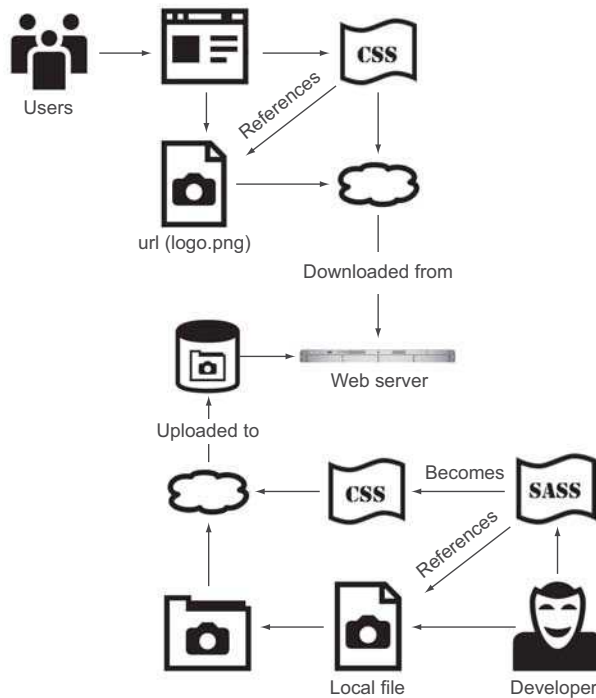 CSS
Users
References
url (logo.png)
Downloaded from
Web server
Uploaded to
CSS
Becomes
SASS
References
Local file
Developer